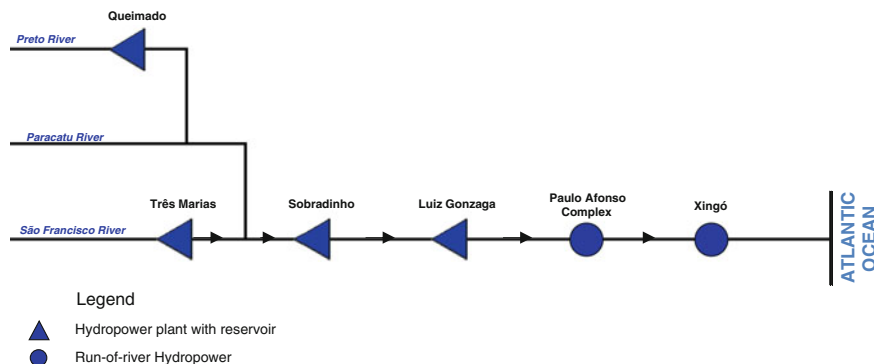 Queimado
Preto River
Paracatu River
Três Marias
Sobradinho
Luiz Gonzaga
Paulo Afonso
Complex
Xingó
São Francisco River
ATLANTIC
OCEAN
Legend
Hydropower plant with reservoir
Run-of-river Hydropower